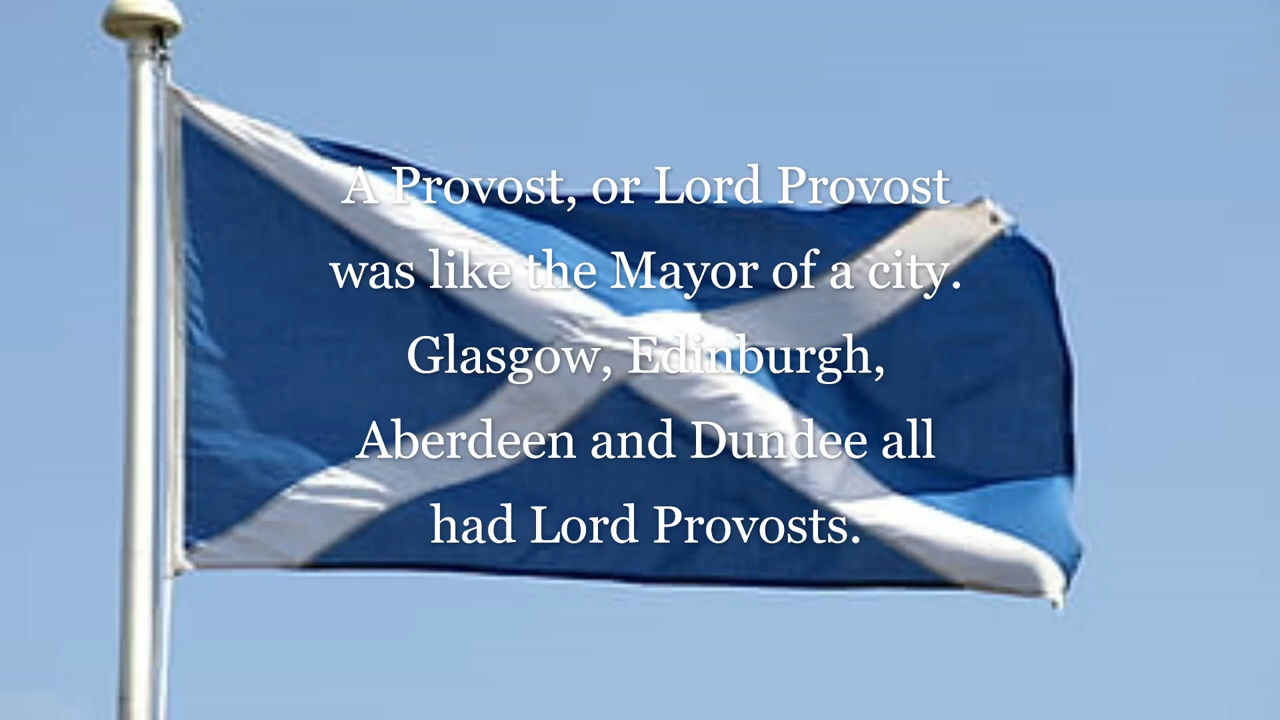 A Provost, or Lord Provost
was like the Mayor of a city.
Glasgow, Edinburgh,
Aberdeen and Dundee all
had Lord Provosts.